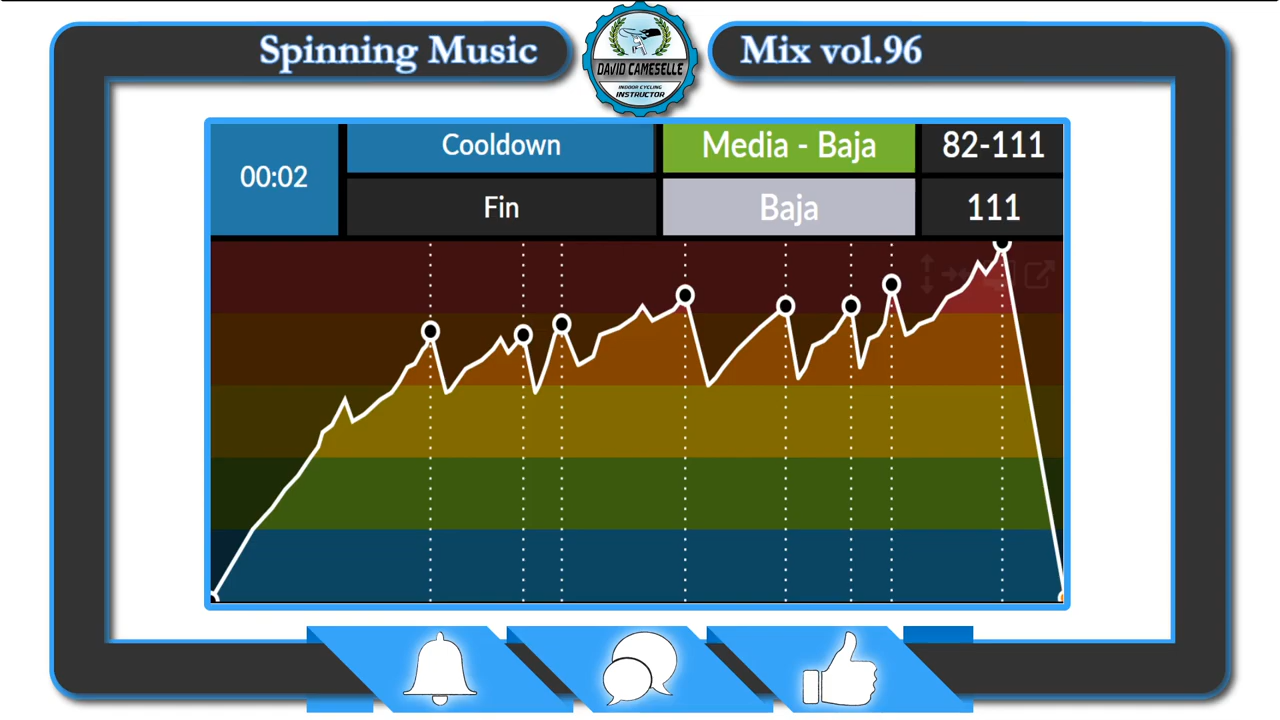 Spinning Music
Mix vol.96
DAVID CAMESELLE
INDOOR CYCLING
INSTRUCTOR
00:02
Cooldown
Media - Baja
82-111
Fin
Baja
111